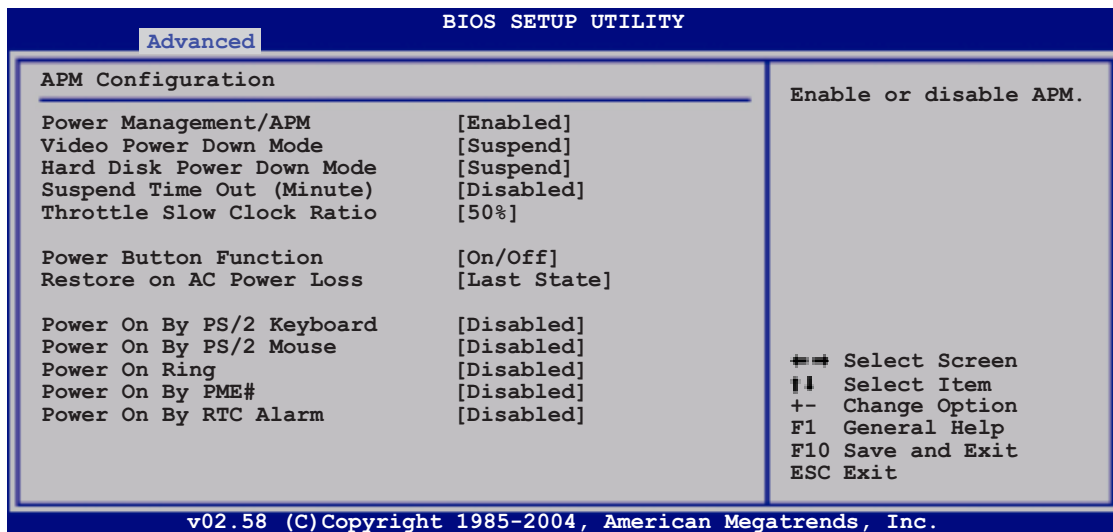 BIOS SETUP UTILITY
Advanced
APM Configuration
Power Management/APM [Enabled]
Video Power Down Mode [Suspend]
Hard Disk Power Down Mode [Suspend]
Suspend Time Out (Minute) [Disabled]
Throttle Slow Clock Ratio [50%]
Power Button Function [On/Off]
Restore on AC Power Loss [Last State]
Power On By PS/2 Keyboard [Disabled]
Power On By PS/2 Mouse [Disabled]
Power On Ring [Disabled]
Power On By PME# [Disabled]
Power On By RTC Alarm [Disabled]
Enable or disable APM.
←→ Select Screen
↑↓ Select Item
+- Change Option
F1 General Help
F10 Save and Exit
ESC Exit
v02.58 (C)Copyright 1985-2004, American Megatrends, Inc.